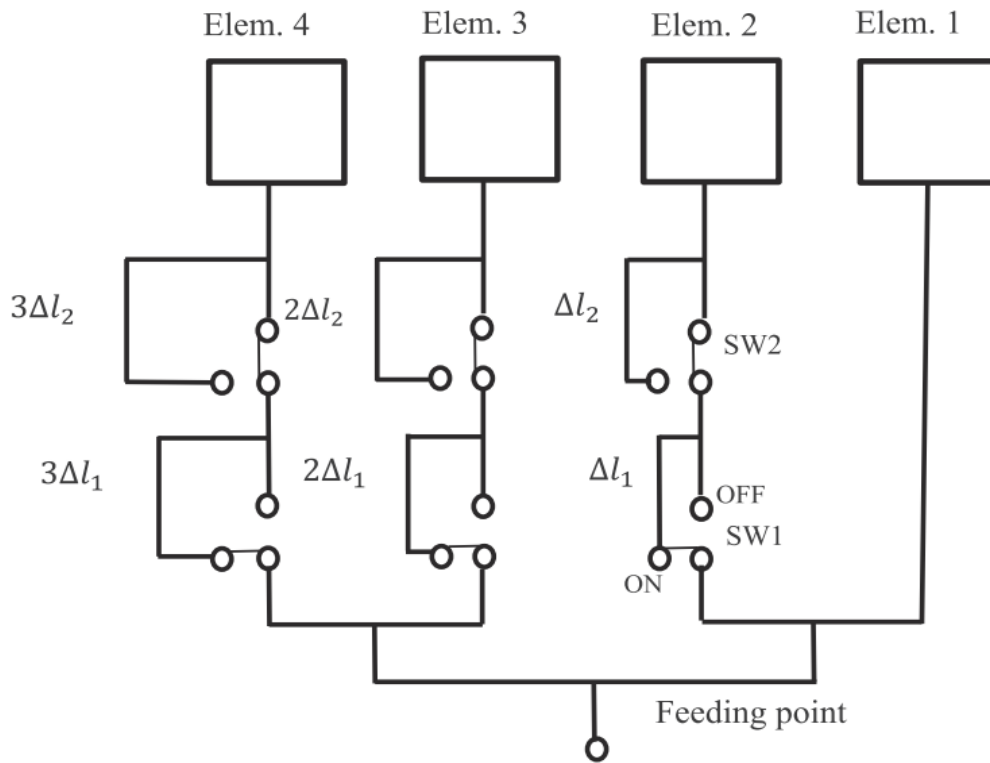 Elem. 4
Elem. 3
Elem. 2
Elem. 1
3Δl₂
2Δl₂
Δl₂
SW2
3Δl₁
2Δl₁
Δl₁
OFF
SW1
ON
Feeding point